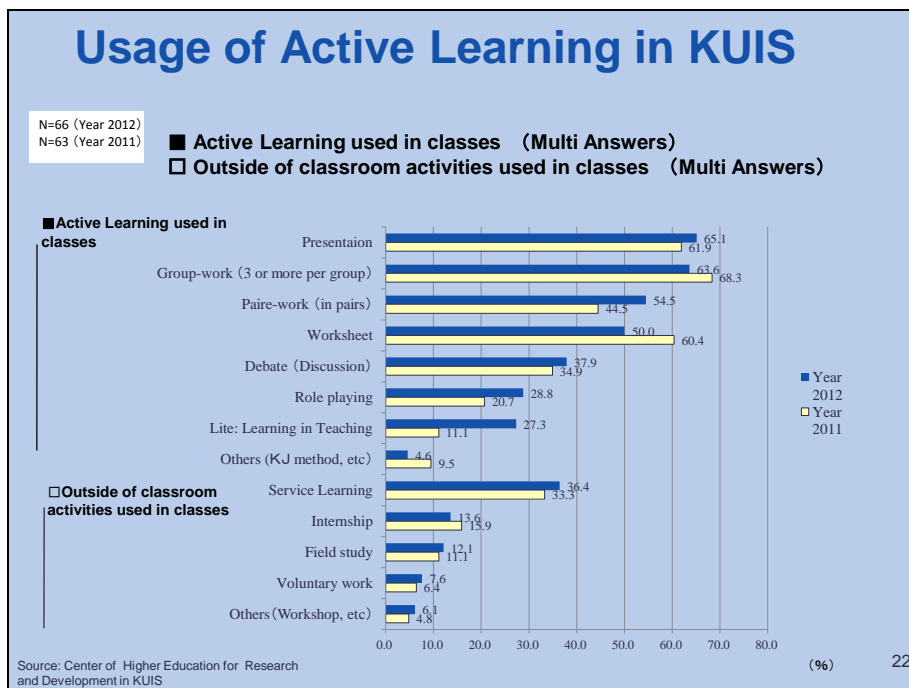 Usage of Active Learning in KUIS
N=66 (Year 2012)
N=63 (Year 2011)
■ Active Learning used in classes (Multi Answers)
□ Outside of classroom activities used in classes (Multi Answers)
■Active Learning used in
classes
Presentaion 65.1 61.9
Group-work (3 or more per group) 63.6 68.3
Paire-work (in pairs) 54.5 44.5
Worksheet 50.0 60.4
Debate (Discussion) 37.9 34.9
Role playing 28.8 20.7
Lite: Learning in Teaching 27.3 11.1
Others (KJ method, etc) 4.6 9.5
□Outside of classroom
activities used in classes
Service Learning 36.4 33.3
Internship 13.6 15.9
Field study 12.1 11.1
Voluntary work 7.6 6.4
Others(Workshop, etc) 6.1 4.8
0.0 10.0 20.0 30.0 40.0 50.0 60.0 70.0 80.0
(%)
Year
2012
Year
2011
Source: Center of Higher Education for Research
and Development in KUIS
22